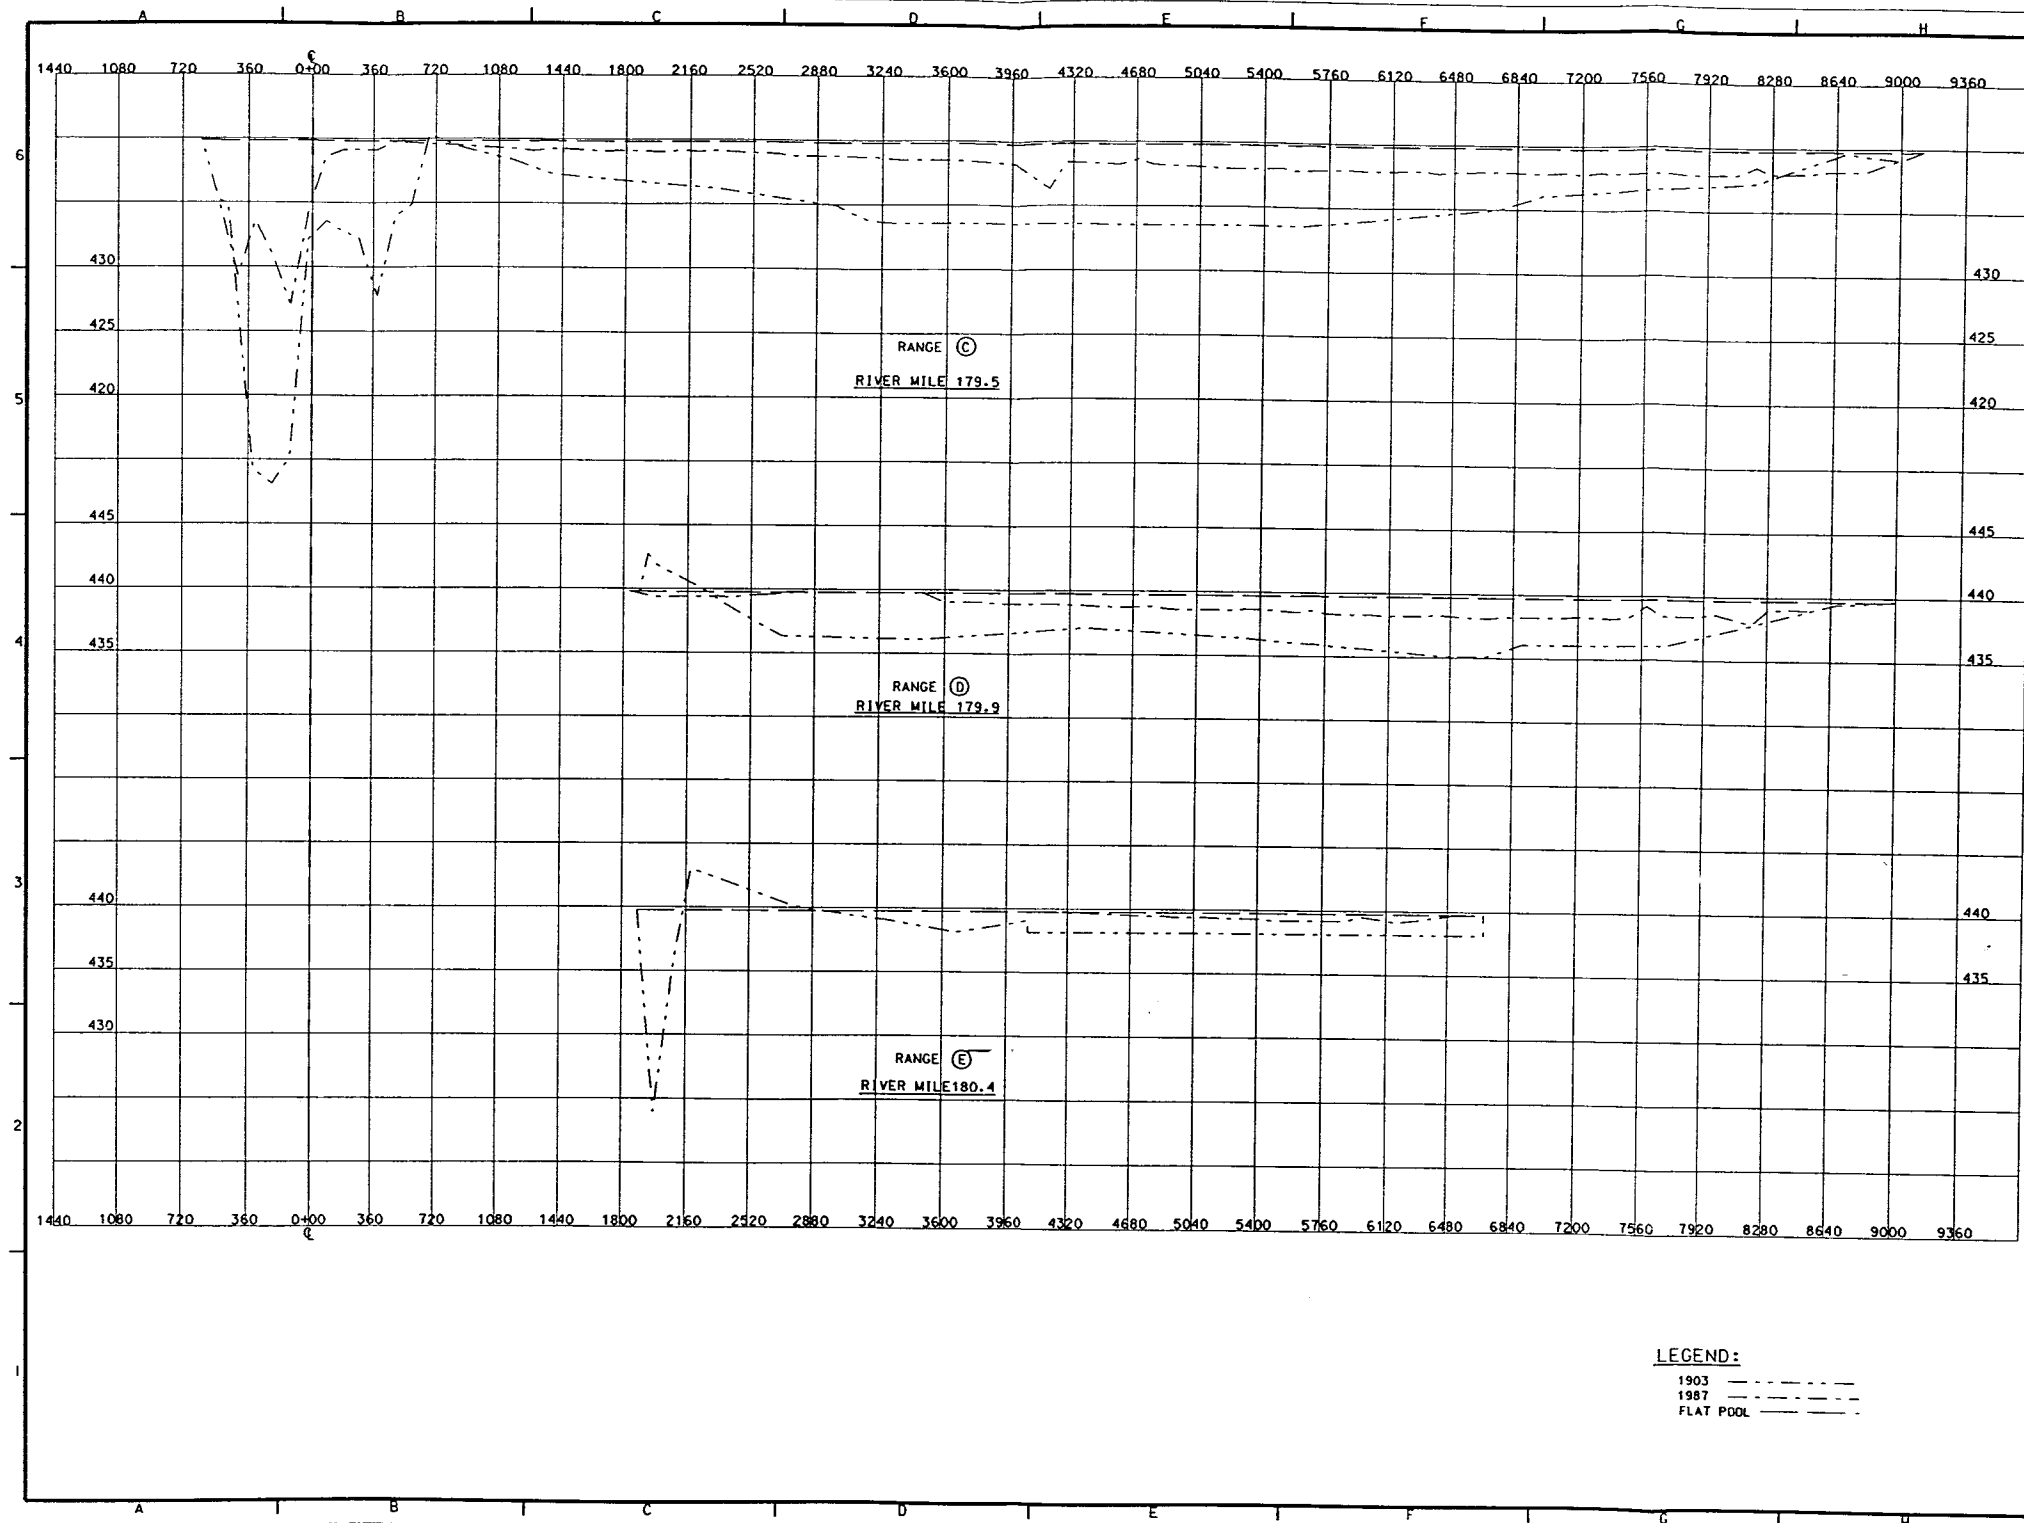 A B C D E F G H
℄
1440 1080 720 360 0+00 360 720 1080 1440 1800 2160 2520 2880 3240 3600 3960 4320 4680 5040 5400 5760 6120 6480 6840 7200 7560 7920 8280 8640 9000 9360
6
430 430
425 425
RANGE C
RIVER MILE 179.5
5
420 420
445 445
440 440
4
435 435
RANGE D
RIVER MILE 179.9
3
440 440
435 435
430
RANGE E
RIVER MILE 180.4
2
1440 1080 720 360 0+00 360 720 1080 1440 1800 2160 2520 2880 3240 3600 3960 4320 4680 5040 5400 5760 6120 6480 6840 7200 7560 7920 8280 8640 9000 9360
℄
1
LEGEND:
1903
1987
FLAT POOL
A B C D E F G H